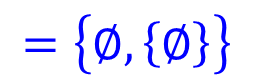 = {∅, {∅}}